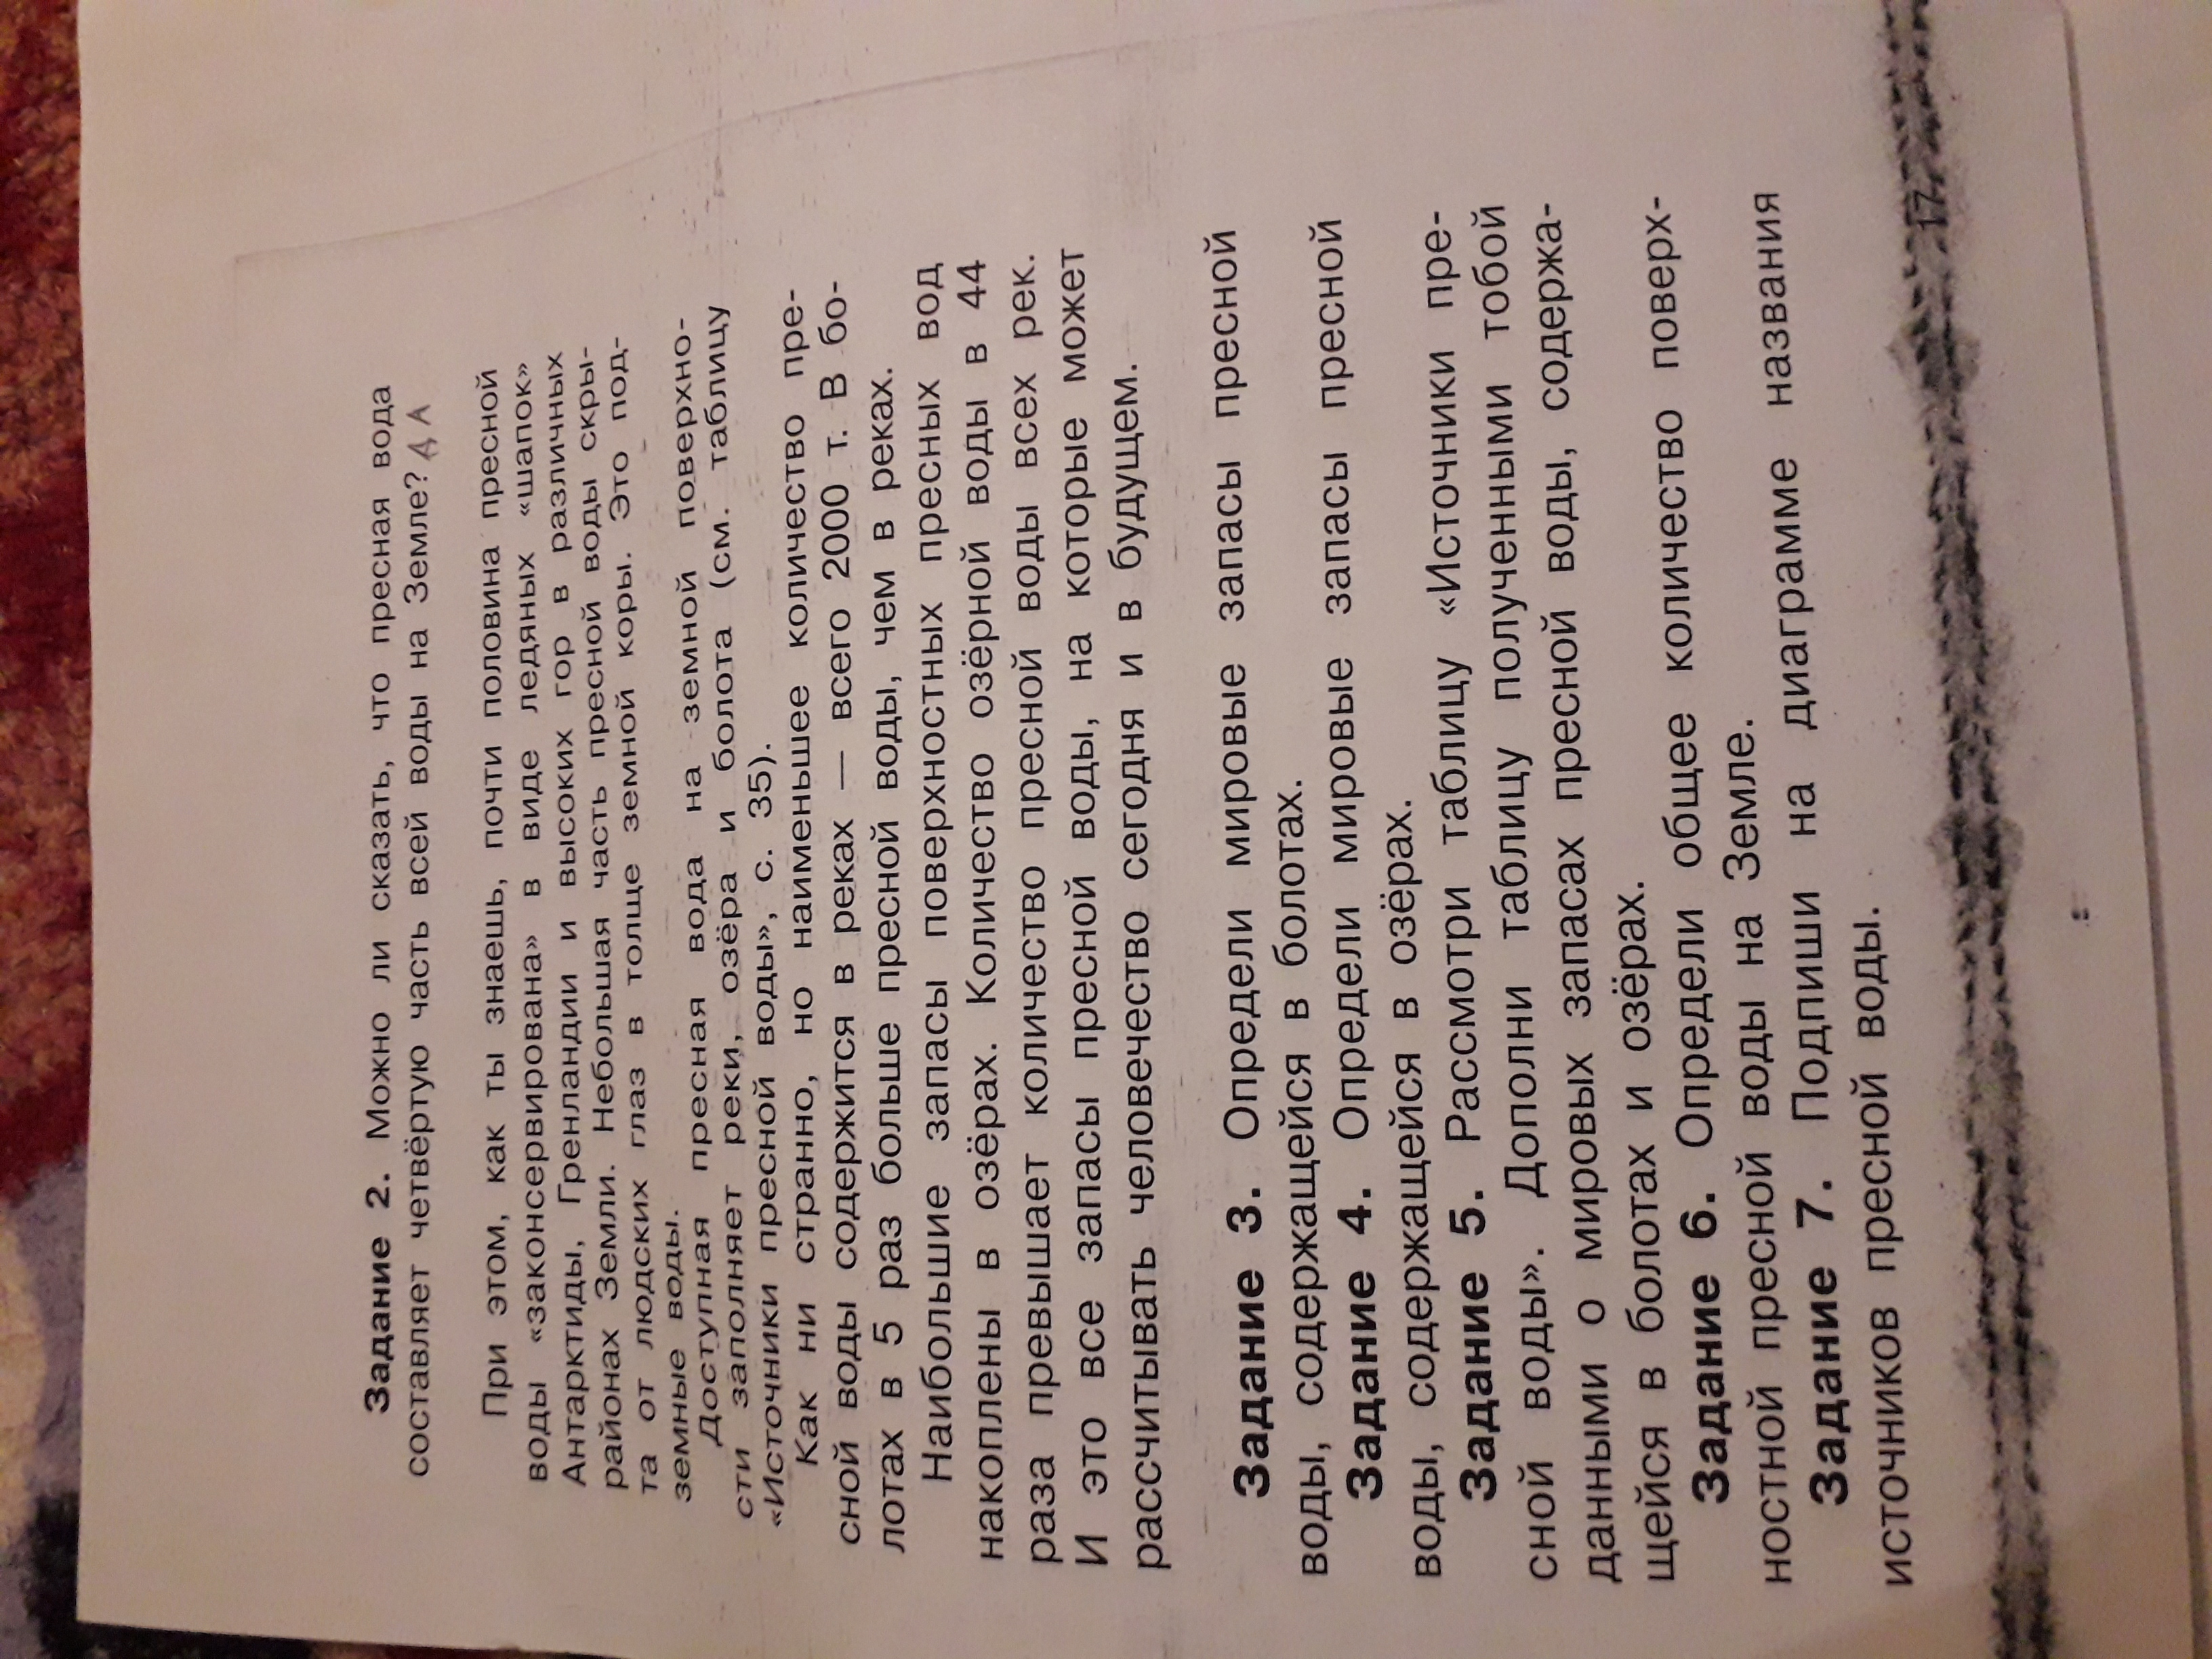 Задание 2. Можно ли сказать, что пресная вода
составляет четвёртую часть всей воды на Земле? А
При этом, как ты знаешь, почти половина пресной
воды «законсервирована» в виде ледяных «шапок»
Антарктиды, Гренландии и высоких гор в различных
районах Земли. Небольшая часть пресной воды скры-
та от людских глаз в толще земной коры. Это под-
земные воды.
Доступная пресная вода на земной поверхно-
сти заполняет реки, озёра и болота (см. таблицу
«Источники пресной воды», с. 35).
Как ни странно, но наименьшее количество пре-
сной воды содержится в реках — всего 2000 т. В бо-
лотах в 5 раз больше пресной воды, чем в реках.
Наибольшие запасы поверхностных пресных вод
накоплены в озёрах. Количество озёрной воды в 44
раза превышает количество пресной воды всех рек.
И это все запасы пресной воды, на которые может
рассчитывать человечество сегодня и в будущем.
Задание 3. Определи мировые запасы пресной
воды, содержащейся в болотах.
Задание 4. Определи мировые запасы пресной
воды, содержащейся в озёрах.
Задание 5. Рассмотри таблицу «Источники пре-
сной воды». Дополни таблицу полученными тобой
данными о мировых запасах пресной воды, содержа-
щейся в болотах и озёрах.
Задание 6. Определи общее количество поверх-
ностной пресной воды на Земле.
Задание 7. Подпиши на диаграмме названия
источников пресной воды.
17